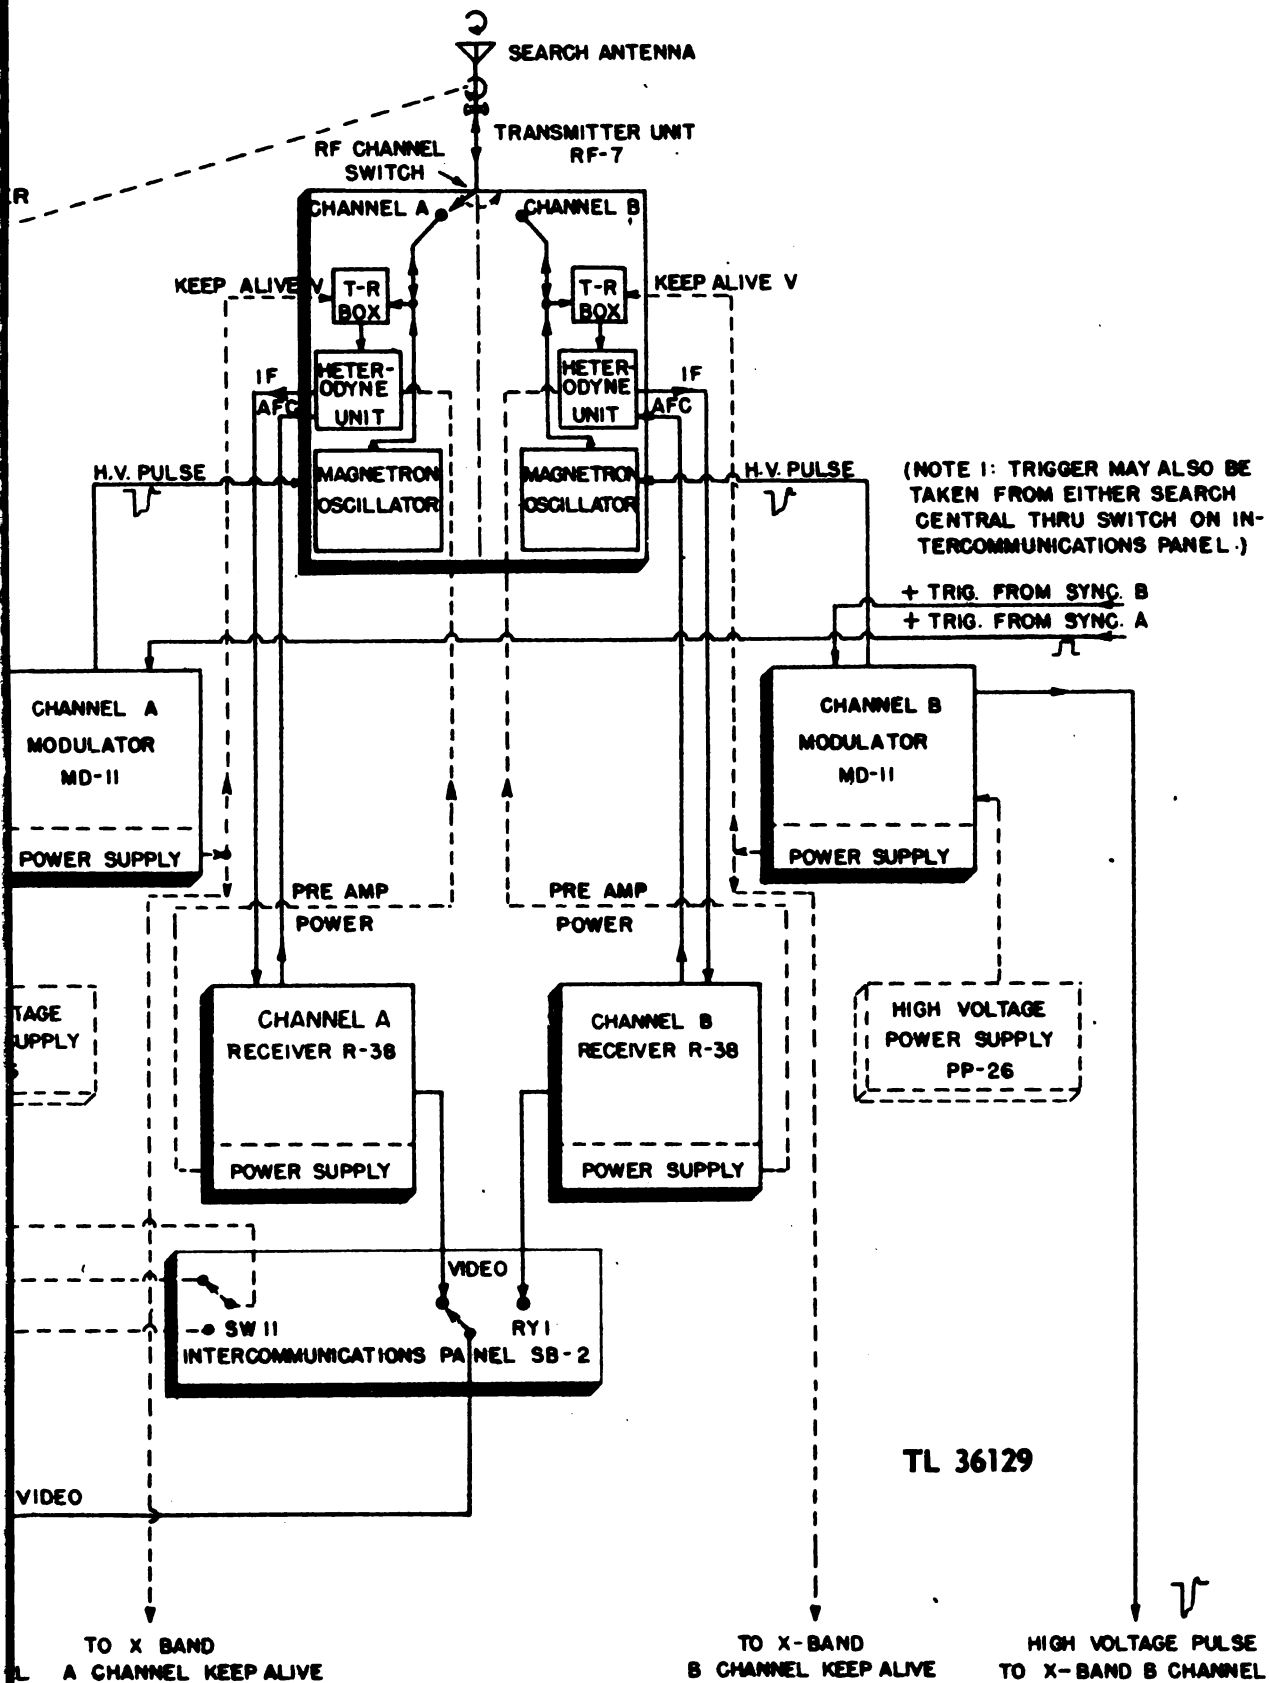 SEARCH ANTENNA
TRANSMITTER UNIT
RF-7
RF CHANNEL
SWITCH
CHANNEL A
CHANNEL B
KEEP ALIVE V
T-R
BOX
T-R
BOX
KEEP ALIVE V
HETER-
ODYNE
UNIT
HETER-
ODYNE
UNIT
IF
AFC
IF
AFC
H.V. PULSE
MAGNETRON
OSCILLATOR
MAGNETRON
OSCILLATOR
H.V. PULSE
(NOTE 1: TRIGGER MAY ALSO BE
TAKEN FROM EITHER SEARCH
CENTRAL THRU SWITCH ON IN-
TERCOMMUNICATIONS PANEL.)
+ TRIG. FROM SYNC. B
+ TRIG. FROM SYNC. A
CHANNEL A
MODULATOR
MD-11
POWER SUPPLY
CHANNEL B
MODULATOR
MD-11
POWER SUPPLY
PRE AMP
POWER
PRE AMP
POWER
TAGE
UPPLY
CHANNEL A
RECEIVER R-38
POWER SUPPLY
CHANNEL B
RECEIVER R-38
POWER SUPPLY
HIGH VOLTAGE
POWER SUPPLY
PP-26
VIDEO
SW 11
RY 1
INTERCOMMUNICATIONS PANEL SB-2
TL 36129
VIDEO
TO X BAND
A CHANNEL KEEP ALIVE
TO X-BAND
B CHANNEL KEEP ALIVE
HIGH VOLTAGE PULSE
TO X-BAND B CHANNEL